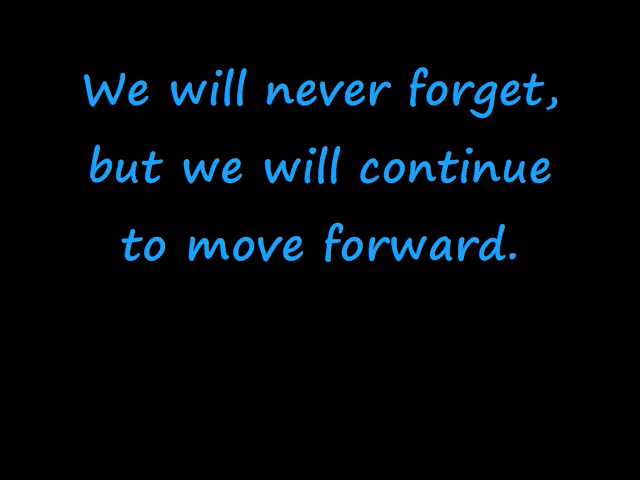 We will never forget,
but we will continue
to move forward.